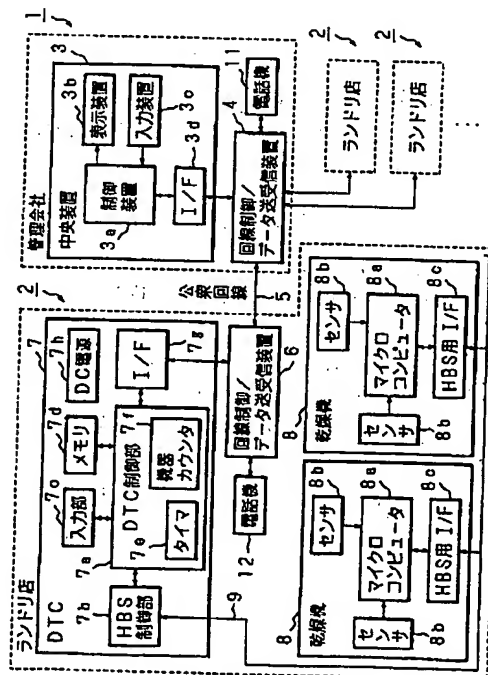 1
管理会社
3
中央装置
表示装置
3b
制御
装置
3a
入力装置
3c
I/F
3d
4
回線制御/
データ送受信装置
電話機
11
2
ランドリ店
2
ランドリ店
公衆回線
5
2
ランドリ店
7
DTC
HBS
制御部
7b
7a
入力部
7c
メモリ
7d
DC電源
7h
DTC制御部
タイマ
7e
機器
カウンタ
7f
I/F
7g
6
回線制御/
データ送受信装置
電話機
12
9
8
乾燥機
センサ
8b
センサ
8b
マイクロ
コンピュータ
8a
HBS用I/F
8c
8
乾燥機
センサ
8b
センサ
8b
マイクロ
コンピュータ
8a
HBS用I/F
8c